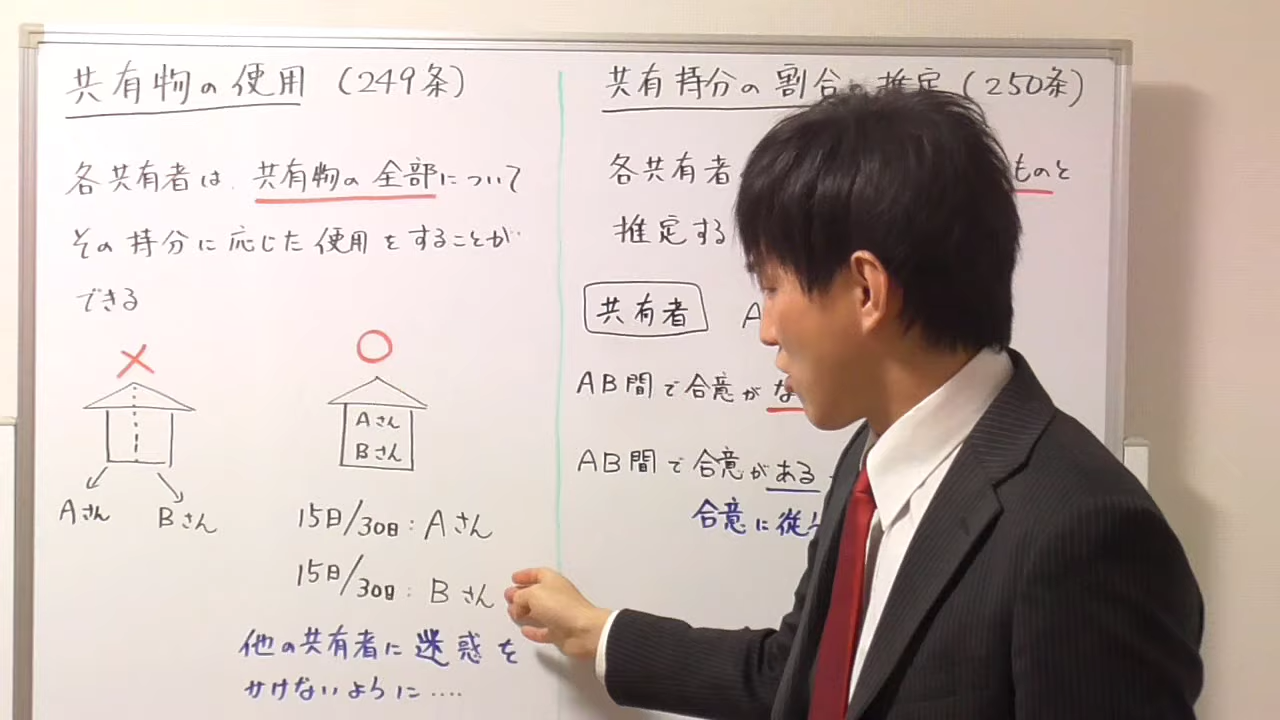 共有物の使用 (249条)
各共有者は、共有物の全部について
その持分に応じた使用をすることが
できる
×
○
Aさん
Bさん
Aさん
Bさん
15日/30日:Aさん
15日/30日:Bさん
他の共有者に迷惑を
かけないように‥‥
共有持分の割合の推定 (250条)
各共有者 ものと
推定する
共有者 A
AB間で合意がな
AB間で合意がある
合意に従